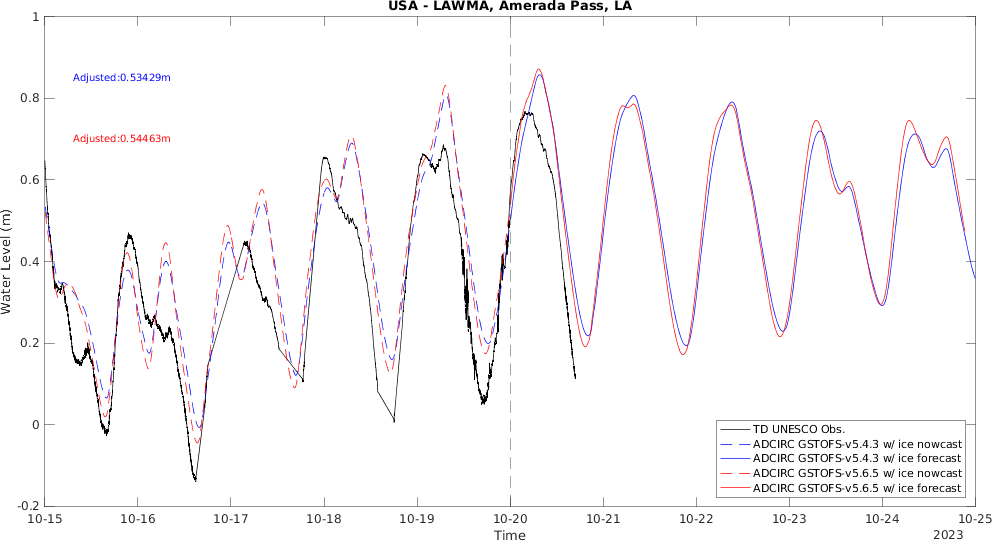 USA - LAWMA, Amerada Pass, LA
1
0.8
0.6
0.4
0.2
0
-0.2
Water Level (m)
Adjusted:0.53429m
Adjusted:0.54463m
TD UNESCO Obs.
ADCIRC GSTOFS-v5.4.3 w/ ice nowcast
ADCIRC GSTOFS-v5.4.3 w/ ice forecast
ADCIRC GSTOFS-v5.6.5 w/ ice nowcast
ADCIRC GSTOFS-v5.6.5 w/ ice forecast
10-15 10-16 10-17 10-18 10-19 10-20 10-21 10-22 10-23 10-24 10-25
Time
2023